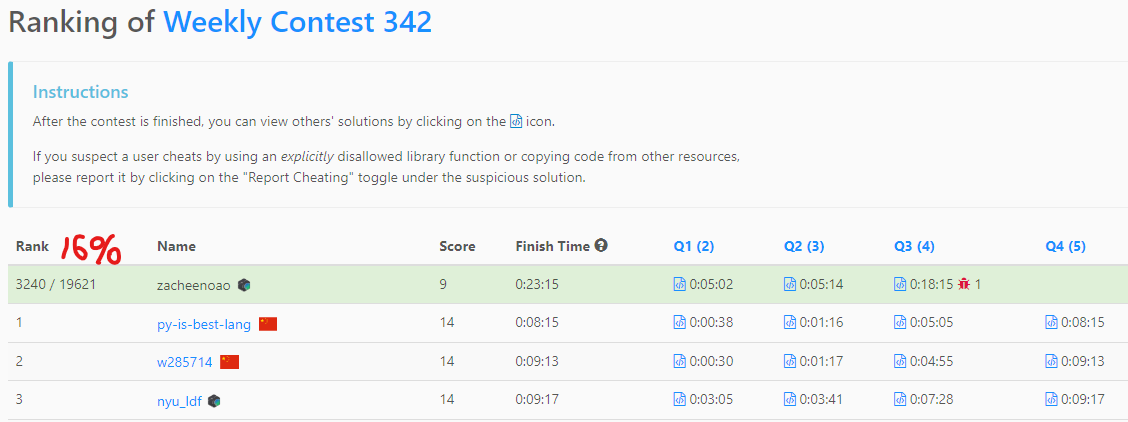 Ranking of Weekly Contest 342
Instructions
After the contest is finished, you can view others' solutions by clicking on the icon.
If you suspect a user cheats by using an explicitly disallowed library function or copying code from other resources,
please report it by clicking on the "Report Cheating" toggle under the suspicious solution.
Rank 16% Name Score Finish Time ? Q1 (2) Q2 (3) Q3 (4) Q4 (5)
3240 / 19621 zacheenoao 9 0:23:15 0:05:02 0:05:14 0:18:15 1
1 py-is-best-lang 14 0:08:15 0:00:38 0:01:16 0:05:05 0:08:15
2 w285714 14 0:09:13 0:00:30 0:01:17 0:04:55 0:09:13
3 nyu_ldf 14 0:09:17 0:03:05 0:03:41 0:07:28 0:09:17